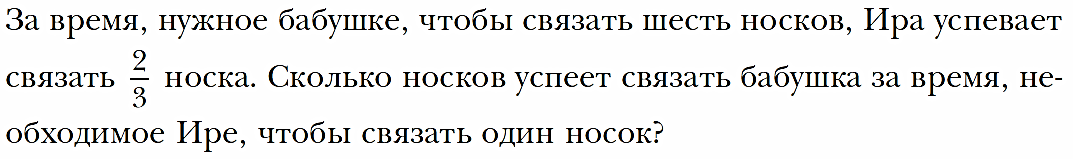 За время, нужное бабушке, чтобы связать шесть носков, Ира успевает
связать 2/3 носка. Сколько носков успеет связать бабушка за время, не-
обходимое Ире, чтобы связать один носок?